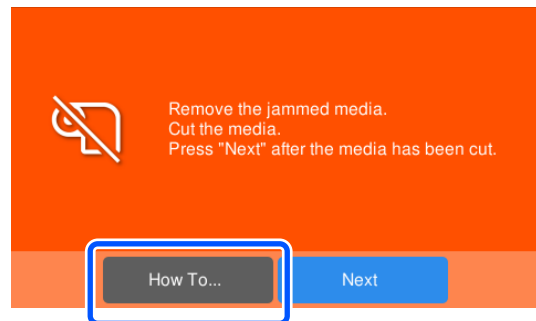 Remove the jammed media.
Cut the media.
Press "Next" after the media has been cut.
How To...
Next